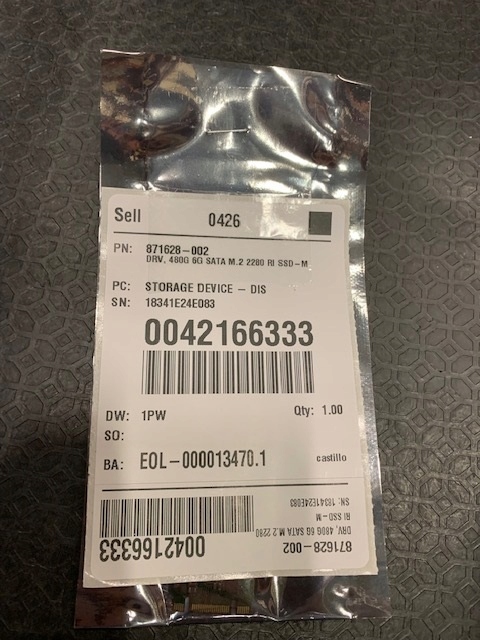 Sell 0426
PN: 871628-002
DRV, 480G 6G SATA M.2 2280 RI SSD-M
PC: STORAGE DEVICE - DIS
SN: 18341E24E083
0042166333
DW: 1PW Qty: 1.00
SO:
BA: EOL-000013470.1 castillo
871628-002
DRV, 480G 6G SATA M.2 2280
RI SSD-M
SN: 18341E24E083
0042166333